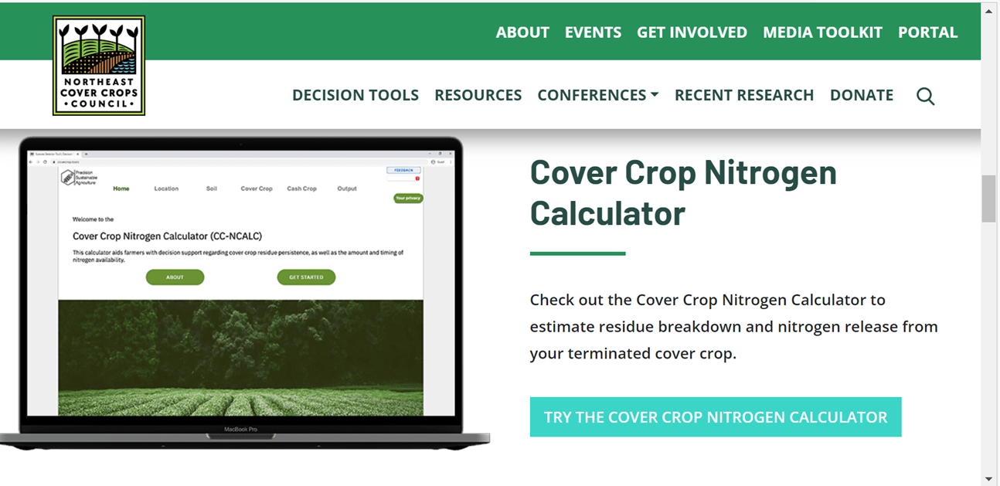 ABOUT EVENTS GET INVOLVED MEDIA TOOLKIT PORTAL
NORTHEAST
COVER CROPS
• COUNCIL •
DECISION TOOLS RESOURCES CONFERENCES RECENT RESEARCH DONATE
Precision
Sustainable
Agriculture
FEEDBACK
Home Location Soil Cover Crop Cash Crop Output
Your privacy
Welcome to the
Cover Crop Nitrogen Calculator (CC-NCALC)
This calculator aids farmers with decision support regarding cover crop residue persistence, as well as the amount and timing of
nitrogen availability.
ABOUT GET STARTED
MacBook Pro
Cover Crop Nitrogen
Calculator
Check out the Cover Crop Nitrogen Calculator to
estimate residue breakdown and nitrogen release from
your terminated cover crop.
TRY THE COVER CROP NITROGEN CALCULATOR